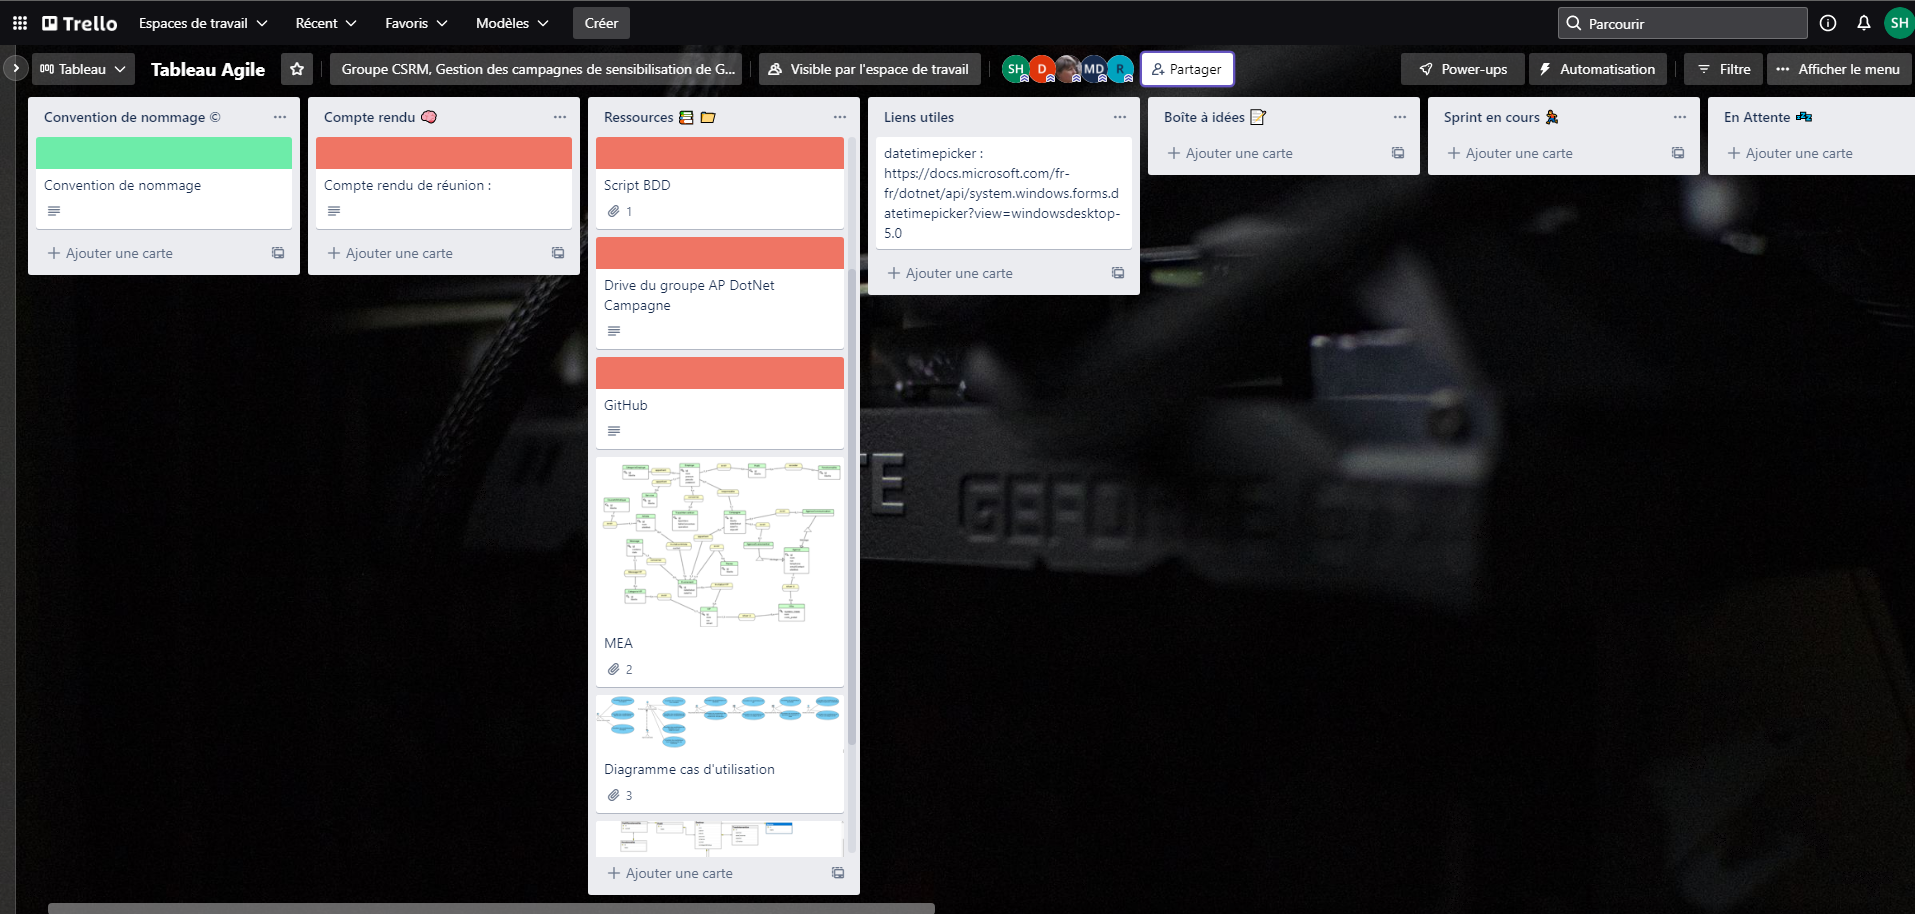 Trello
Espaces de travail
Récent
Favoris
Modèles
Créer
Parcourir
SH
Tableau
Tableau Agile
Groupe CSRM, Gestion des campagnes de sensibilisation de G...
Visible par l'espace de travail
SH
D
MD
R
Partager
Power-ups
Automatisation
Filtre
Afficher le menu
Convention de nommage ©
Convention de nommage
Ajouter une carte
Compte rendu 🧠
Compte rendu de réunion :
Ajouter une carte
Ressources 📚 📁
Script BDD
1
Drive du groupe AP DotNet
Campagne
GitHub
MEA
2
Diagramme cas d'utilisation
3
Ajouter une carte
Liens utiles
datetimepicker :
https://docs.microsoft.com/fr-
fr/dotnet/api/system.windows.forms.d
atetimepicker?view=windowsdesktop-
5.0
Ajouter une carte
Boîte à idées 📝
Ajouter une carte
Sprint en cours
Ajouter une carte
En Attente 💤
Ajouter une carte